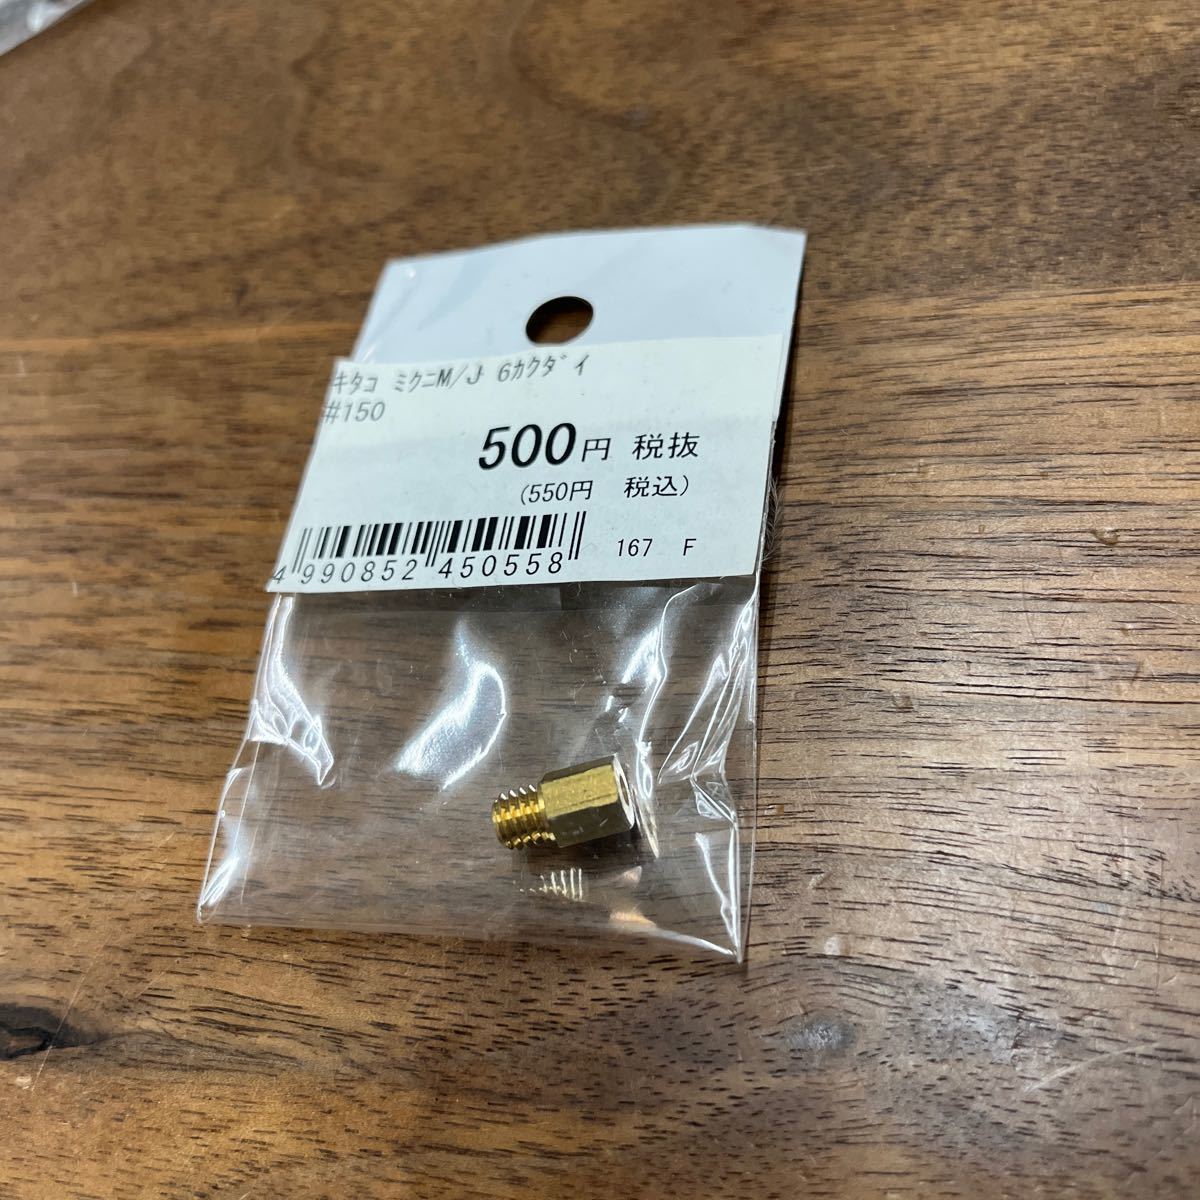 キタコ ミクニM/J 6カクダイ
#150
500円 税抜
(550円 税込)
4 990852 450558
167 F